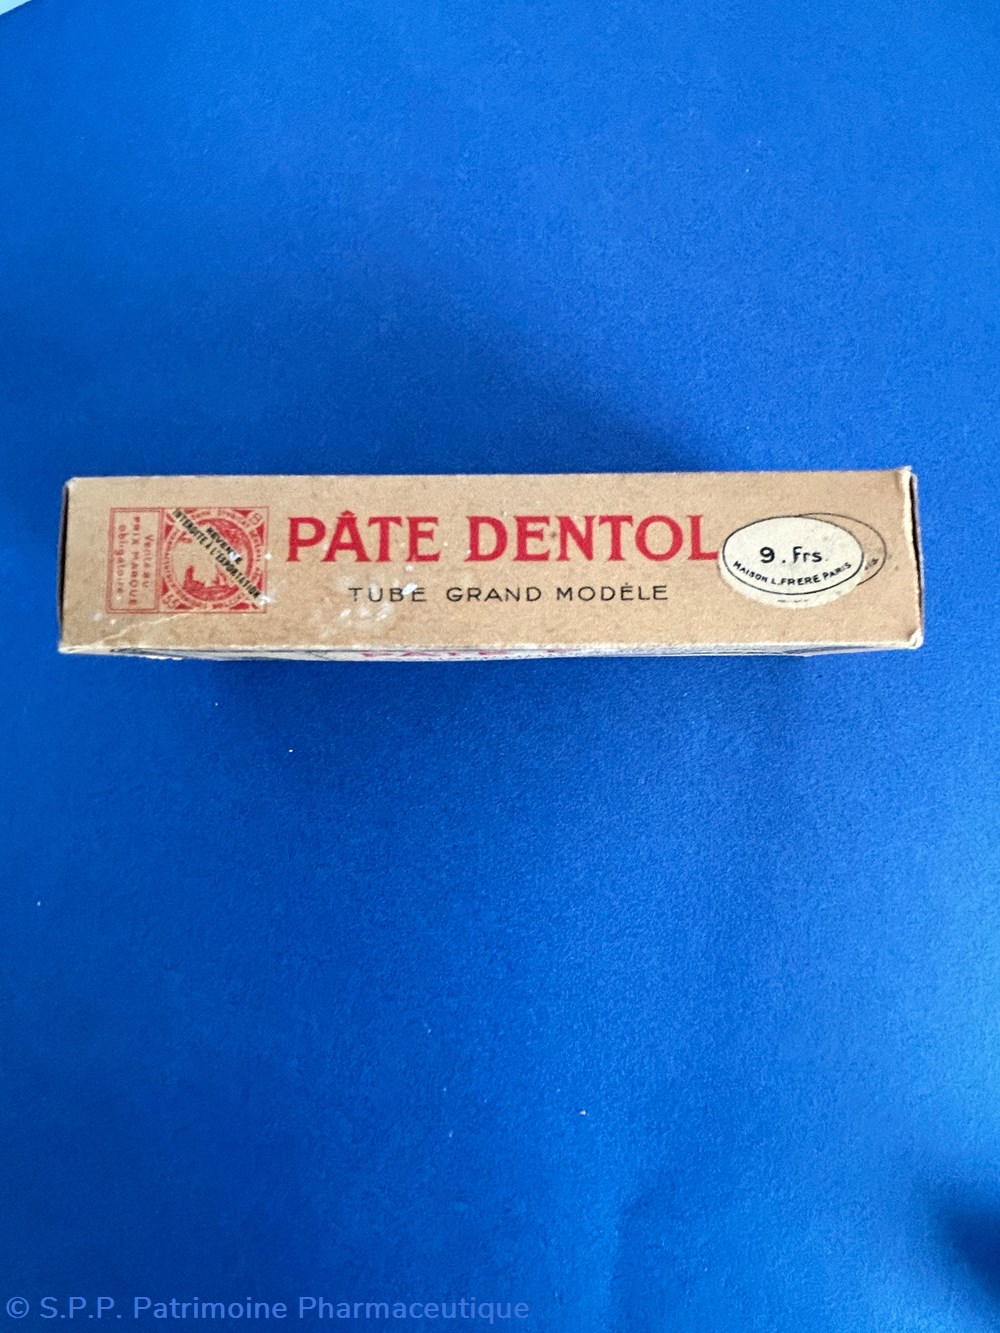 Vente au
PRIX MARQUÉ
obligatoire
REVENTE
INTERDITE À L'EXPORTATION
PÂTE DENTOL
TUBE GRAND MODÈLE
9. Frs.
MAISON L. FRERE PARIS
© S.P.P. Patrimoine Pharmaceutique